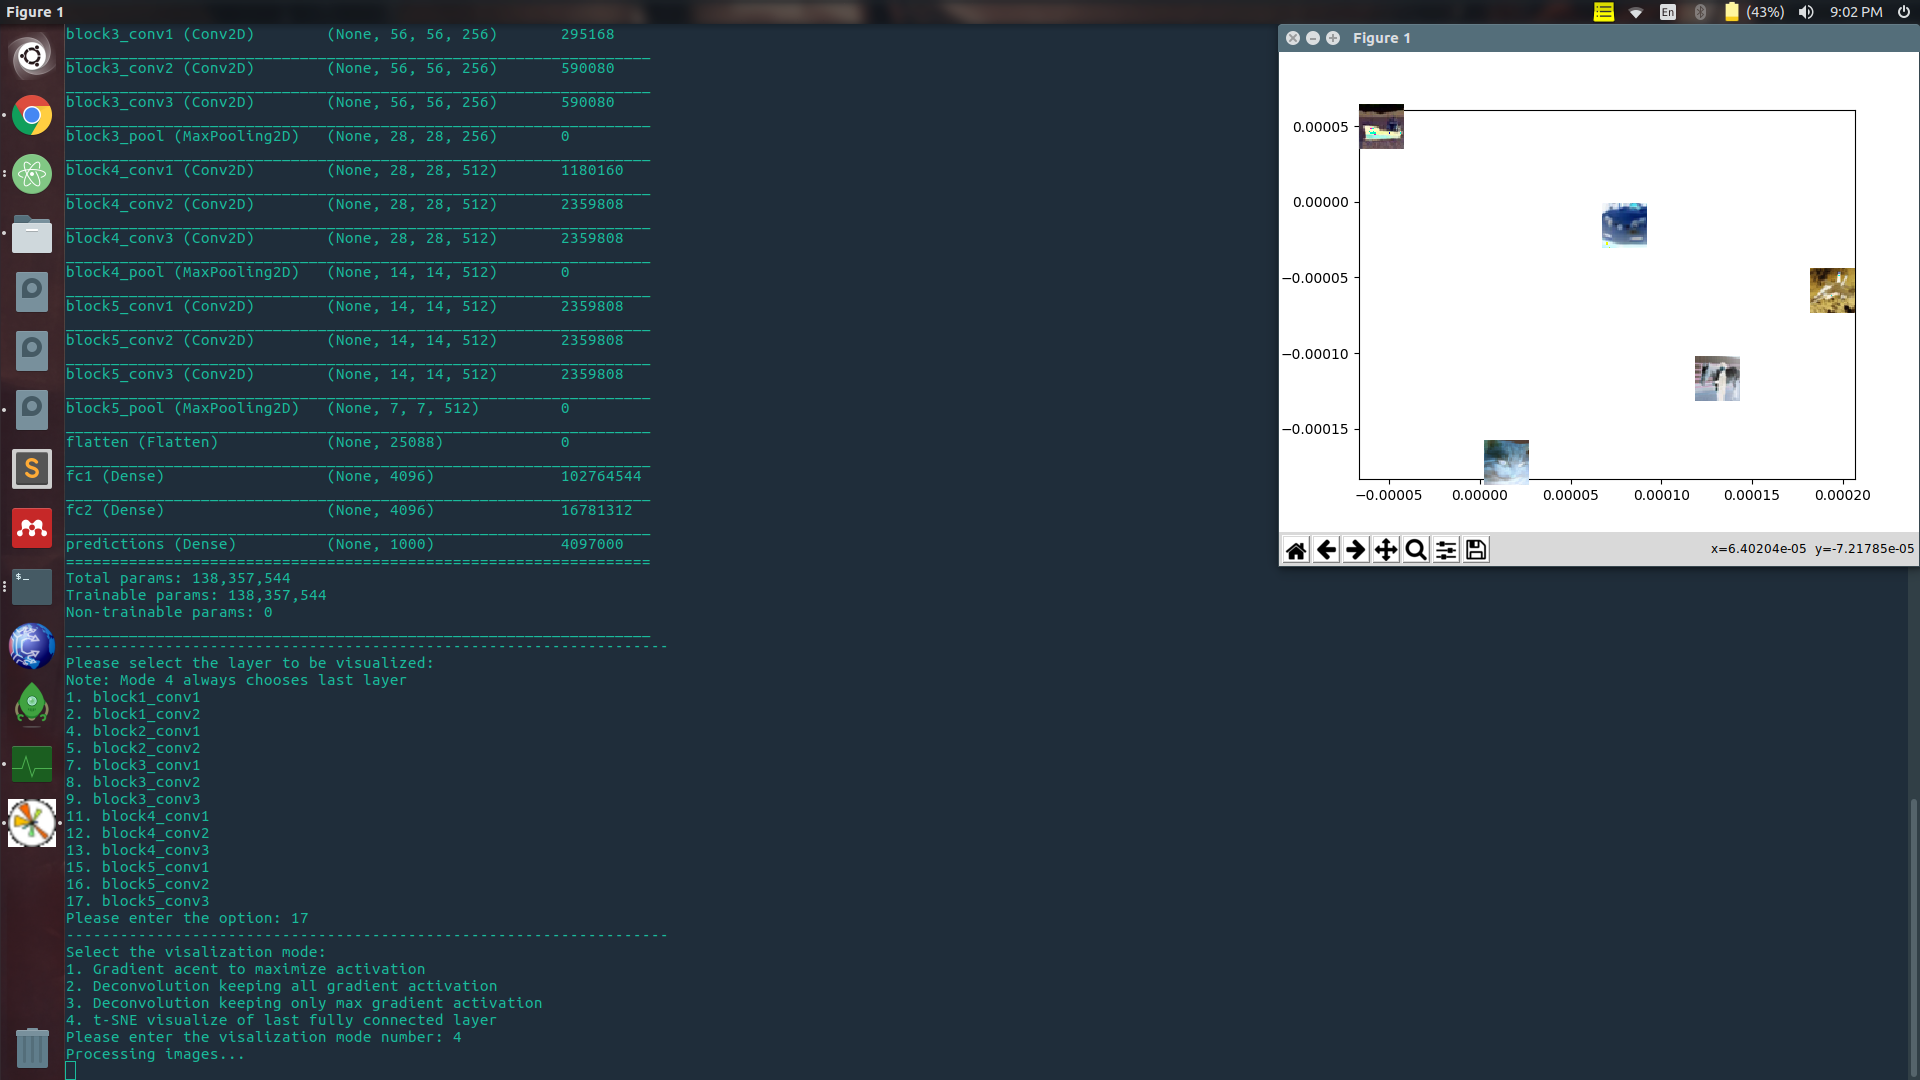 Figure 1
En
(43%)
9:02 PM
block3_conv1 (Conv2D) (None, 56, 56, 256) 295168
block3_conv2 (Conv2D) (None, 56, 56, 256) 590080
block3_conv3 (Conv2D) (None, 56, 56, 256) 590080
block3_pool (MaxPooling2D) (None, 28, 28, 256) 0
block4_conv1 (Conv2D) (None, 28, 28, 512) 1180160
block4_conv2 (Conv2D) (None, 28, 28, 512) 2359808
block4_conv3 (Conv2D) (None, 28, 28, 512) 2359808
block4_pool (MaxPooling2D) (None, 14, 14, 512) 0
block5_conv1 (Conv2D) (None, 14, 14, 512) 2359808
block5_conv2 (Conv2D) (None, 14, 14, 512) 2359808
block5_conv3 (Conv2D) (None, 14, 14, 512) 2359808
block5_pool (MaxPooling2D) (None, 7, 7, 512) 0
flatten (Flatten) (None, 25088) 0
fc1 (Dense) (None, 4096) 102764544
fc2 (Dense) (None, 4096) 16781312
predictions (Dense) (None, 1000) 4097000
Total params: 138,357,544
Trainable params: 138,357,544
Non-trainable params: 0
Please select the layer to be visualized:
Note: Mode 4 always chooses last layer
1. block1_conv1
2. block1_conv2
4. block2_conv1
5. block2_conv2
7. block3_conv1
8. block3_conv2
9. block3_conv3
11. block4_conv1
12. block4_conv2
13. block4_conv3
15. block5_conv1
16. block5_conv2
17. block5_conv3
Please enter the option: 17
Select the visalization mode:
1. Gradient acent to maximize activation
2. Deconvolution keeping all gradient activation
3. Deconvolution keeping only max gradient activation
4. t-SNE visualize of last fully connected layer
Please enter the visalization mode number: 4
Processing images...
Figure 1
0.00005
0.00000
−0.00005
−0.00010
−0.00015
−0.00005 0.00000 0.00005 0.00010 0.00015 0.00020
x=6.40204e-05 y=-7.21785e-05
S
$_